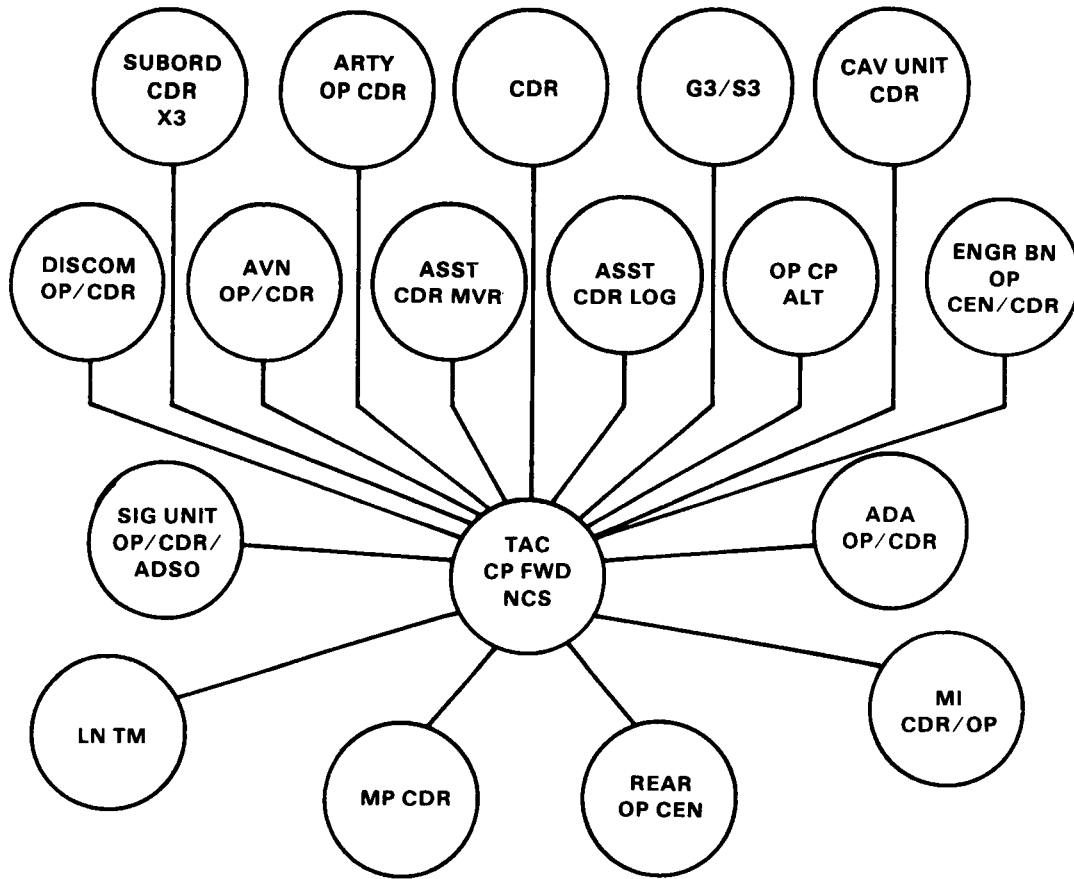 SUBORD
CDR
X3
ARTY
OP CDR
CDR
G3/S3
CAV UNIT
CDR
DISCOM
OP/CDR
AVN
OP/CDR
ASST
CDR MVR
ASST
CDR LOG
OP CP
ALT
ENGR BN
OP
CEN/CDR
SIG UNIT
OP/CDR/
ADSO
TAC
CP FWD
NCS
ADA
OP/CDR
LN TM
MP CDR
REAR
OP CEN
MI
CDR/OP